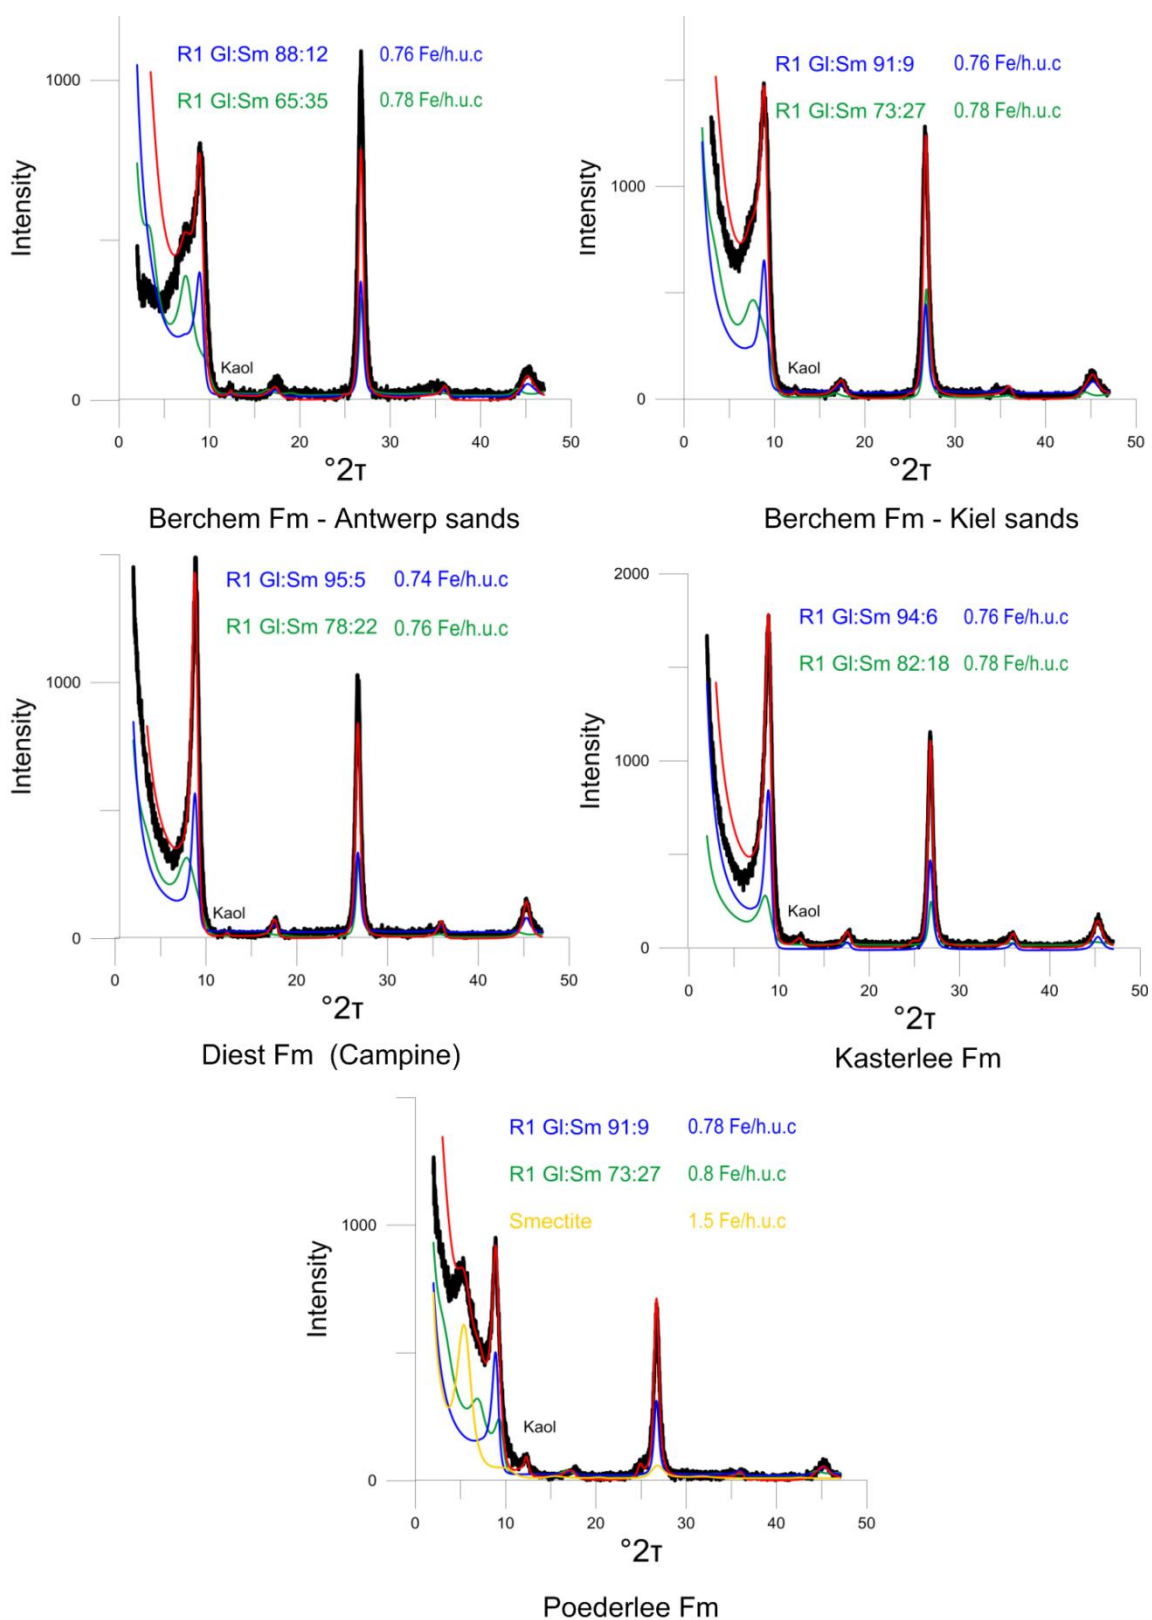 R1 Gl:Sm 88:12 0.76 Fe/h.u.c
R1 Gl:Sm 65:35 0.78 Fe/h.u.c
1000
0
Intensity
Kaol
0 10 20 30 40 50
°2τ
Berchem Fm - Antwerp sands
R1 Gl:Sm 91:9 0.76 Fe/h.u.c
R1 Gl:Sm 73:27 0.78 Fe/h.u.c
1000
0
Intensity
Kaol
0 10 20 30 40 50
°2τ
Berchem Fm - Kiel sands
R1 Gl:Sm 95:5 0.74 Fe/h.u.c
R1 Gl:Sm 78:22 0.76 Fe/h.u.c
1000
0
Intensity
Kaol
0 10 20 30 40 50
°2τ
Diest Fm (Campine)
2000
R1 Gl:Sm 94:6 0.76 Fe/h.u.c
R1 Gl:Sm 82:18 0.78 Fe/h.u.c
1000
0
Intensity
Kaol
0 10 20 30 40 50
°2τ
Kasterlee Fm
R1 Gl:Sm 91:9 0.78 Fe/h.u.c
R1 Gl:Sm 73:27 0.8 Fe/h.u.c
Smectite 1.5 Fe/h.u.c
1000
0
Intensity
Kaol
0 10 20 30 40 50
°2τ
Poederlee Fm